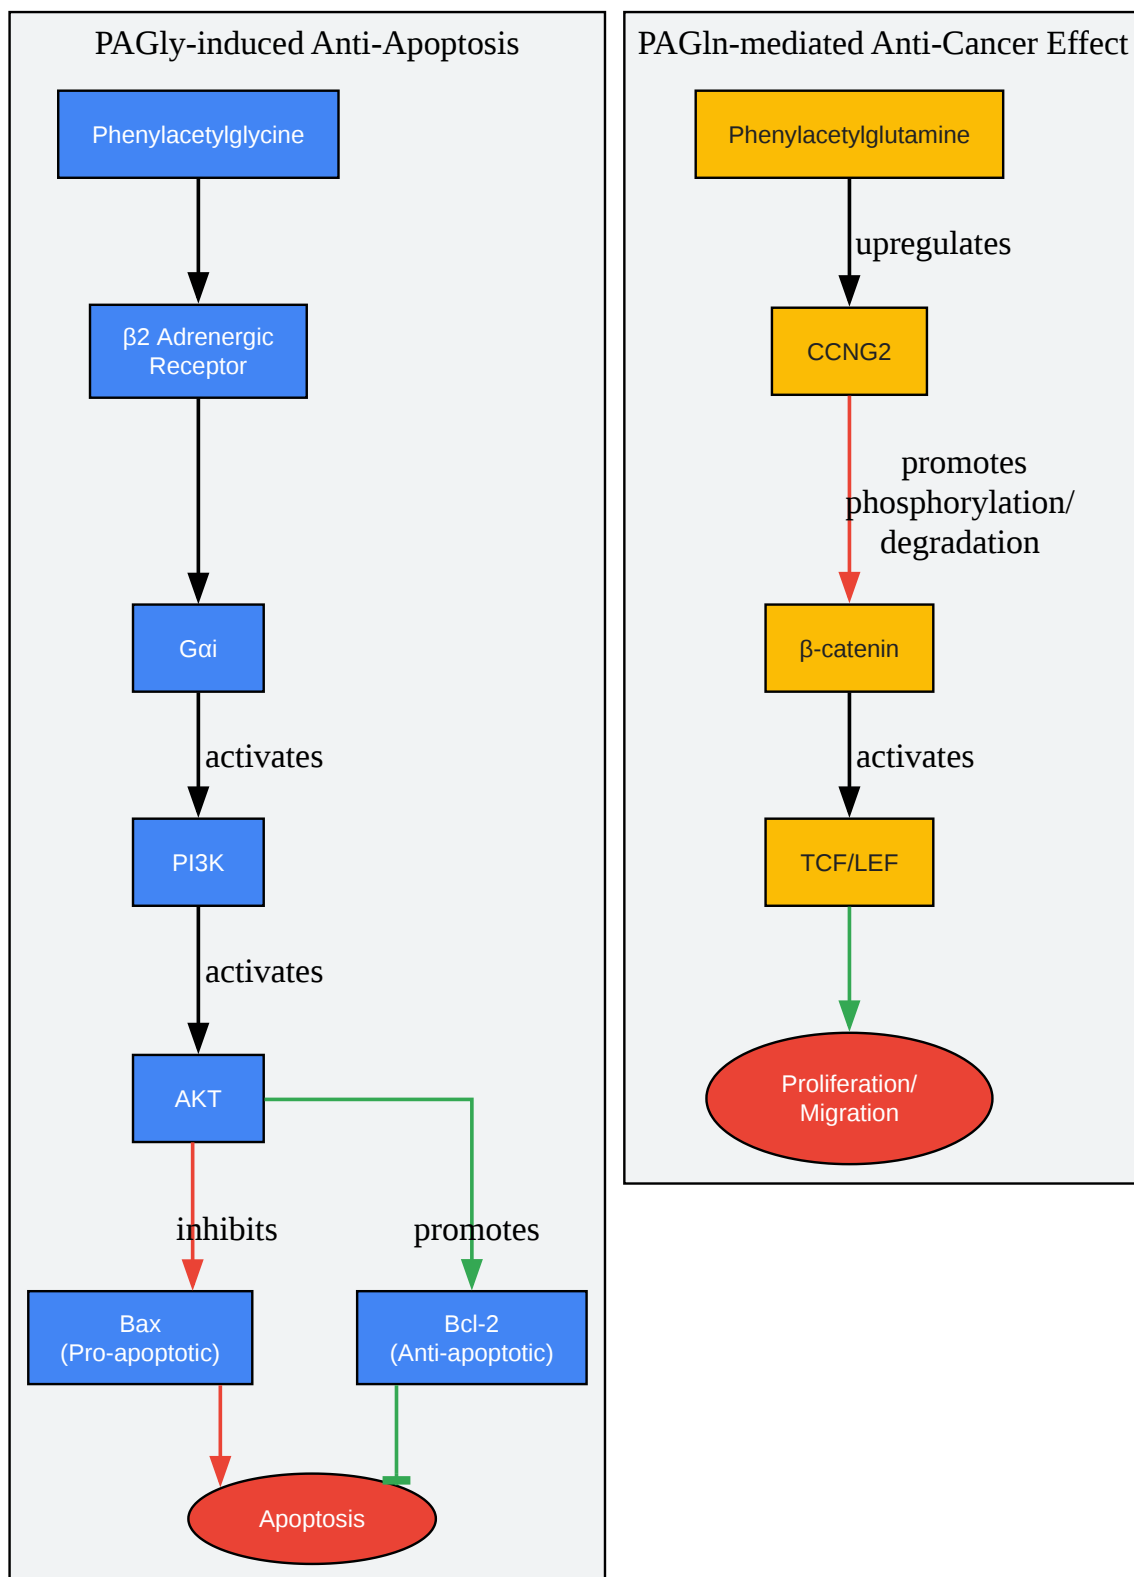 PAGly-induced Anti-Apoptosis
Phenylacetylglycine
β2 Adrenergic
Receptor
Gαi
activates
PI3K
activates
AKT
inhibits
promotes
Bax
(Pro-apoptotic)
Bcl-2
(Anti-apoptotic)
Apoptosis
PAGln-mediated Anti-Cancer Effect
Phenylacetylglutamine
upregulates
CCNG2
promotes
phosphorylation/
degradation
β-catenin
activates
TCF/LEF
Proliferation/
Migration